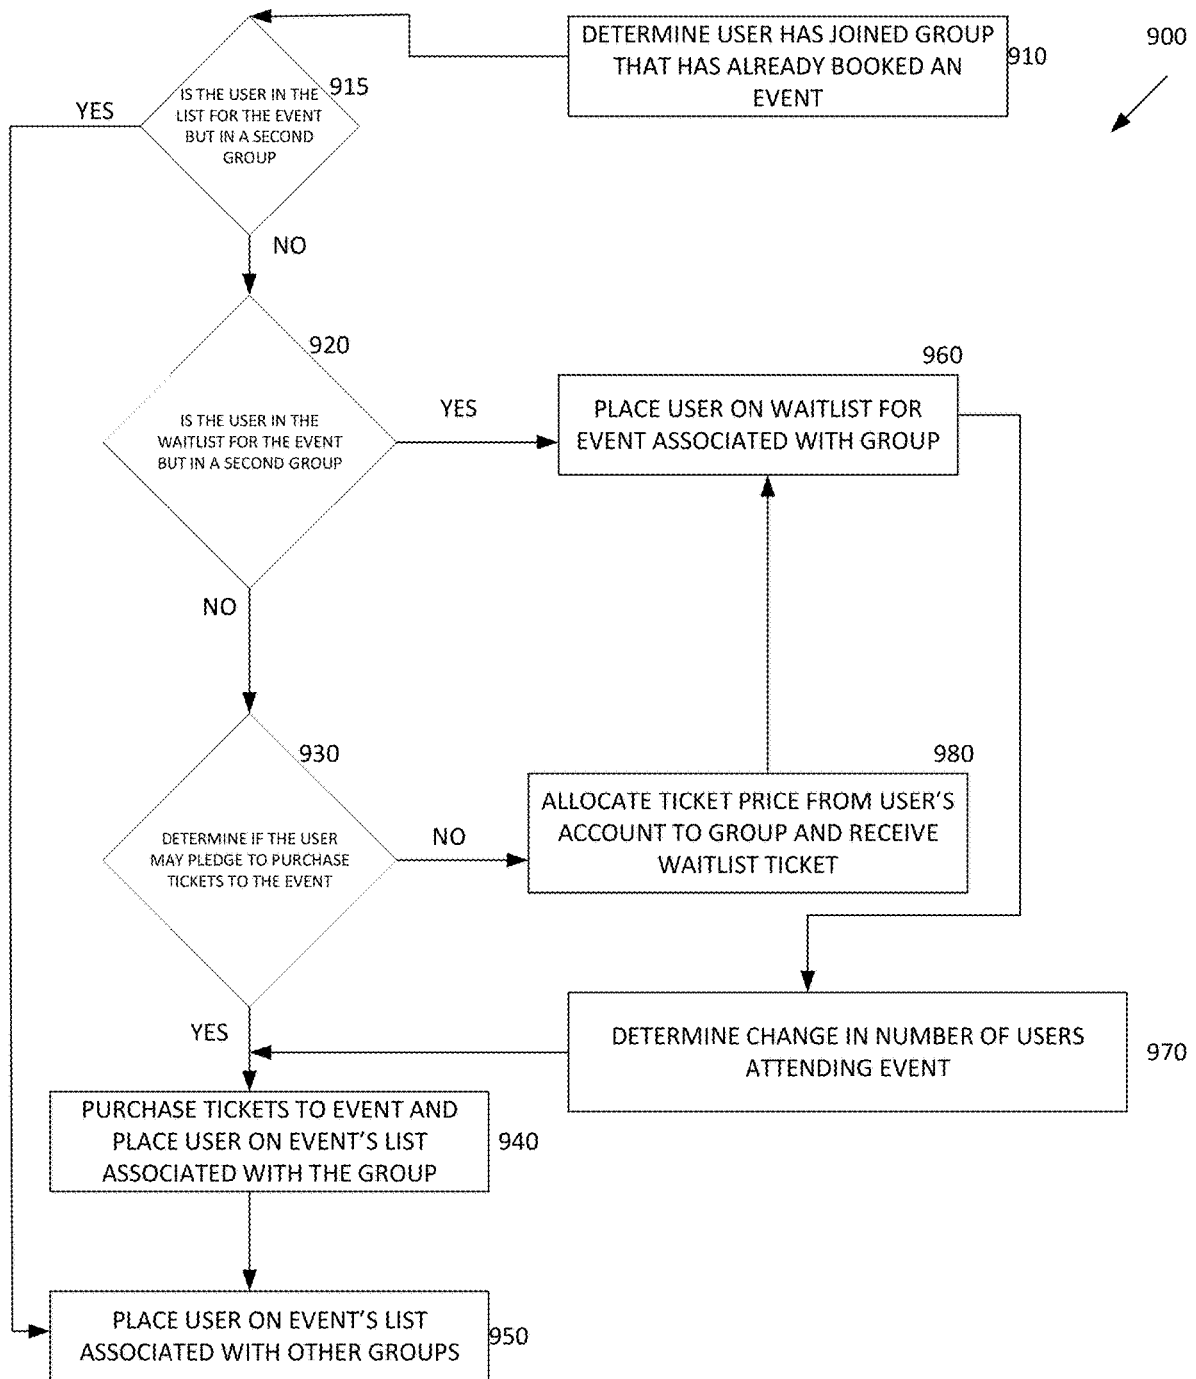 DETERMINE USER HAS JOINED GROUP
THAT HAS ALREADY BOOKED AN
EVENT
910
900
915
IS THE USER IN THE
LIST FOR THE EVENT
BUT IN A SECOND
GROUP
YES
NO
920
IS THE USER IN THE
WAITLIST FOR THE EVENT
BUT IN A SECOND GROUP
YES
960
PLACE USER ON WAITLIST FOR
EVENT ASSOCIATED WITH GROUP
NO
930
DETERMINE IF THE USER
MAY PLEDGE TO PURCHASE
TICKETS TO THE EVENT
NO
980
ALLOCATE TICKET PRICE FROM USER'S
ACCOUNT TO GROUP AND RECEIVE
WAITLIST TICKET
YES
DETERMINE CHANGE IN NUMBER OF USERS
ATTENDING EVENT
970
PURCHASE TICKETS TO EVENT AND
PLACE USER ON EVENT'S LIST
ASSOCIATED WITH THE GROUP
940
PLACE USER ON EVENT'S LIST
ASSOCIATED WITH OTHER GROUPS
950